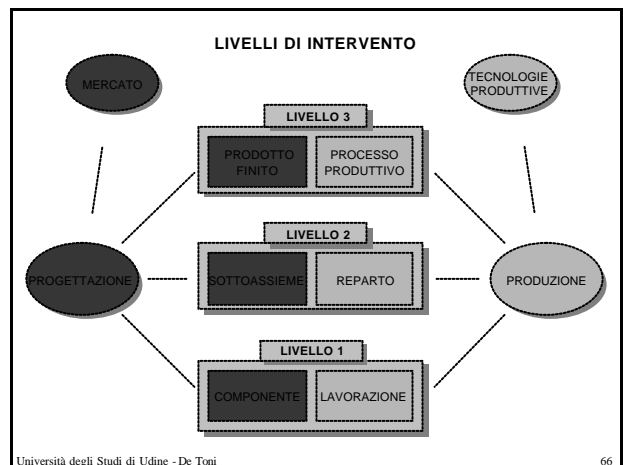 LIVELLI DI INTERVENTO
MERCATO
TECNOLOGIE
PRODUTTIVE
LIVELLO 3
PRODOTTO
FINITO
PROCESSO
PRODUTTIVO
LIVELLO 2
PROGETTAZIONE
SOTTOASSIEME
REPARTO
PRODUZIONE
LIVELLO 1
COMPONENTE
LAVORAZIONE
Università degli Studi di Udine - De Toni
66